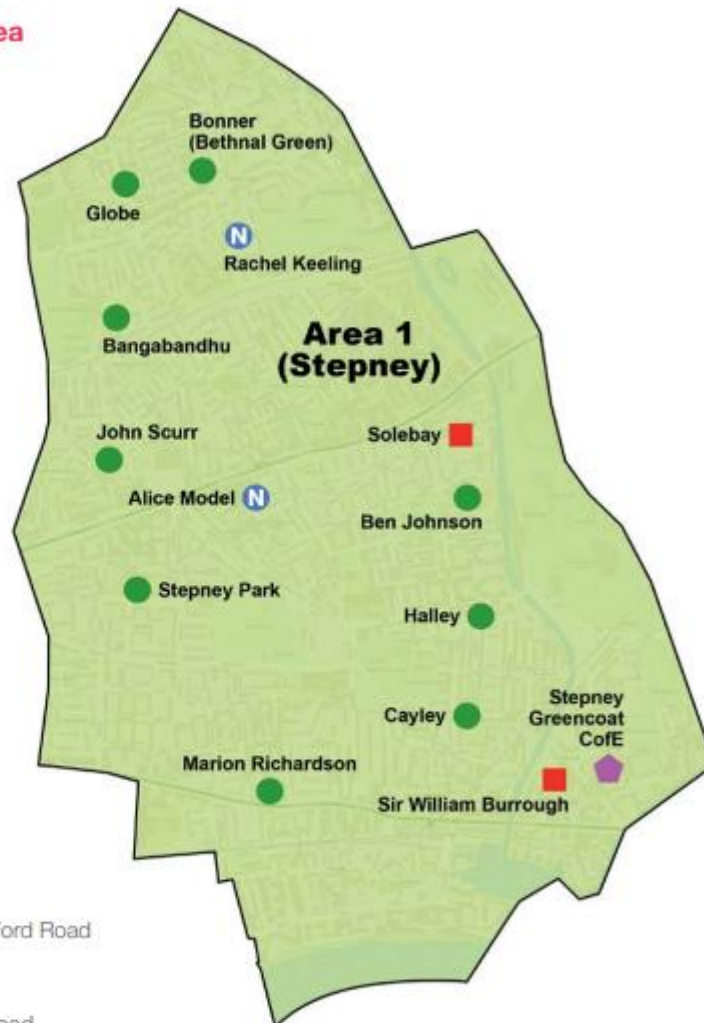 ea
Bonner
(Bethnal Green)
Globe
N
Rachel Keeling
Bangabandhu
Area 1
(Stepney)
John Scurr
Solebay
Alice Model N
Ben Johnson
Stepney Park
Halley
Stepney
Greencoat
CofE
Cayley
Marion Richardson
Sir William Burrough
ford Road